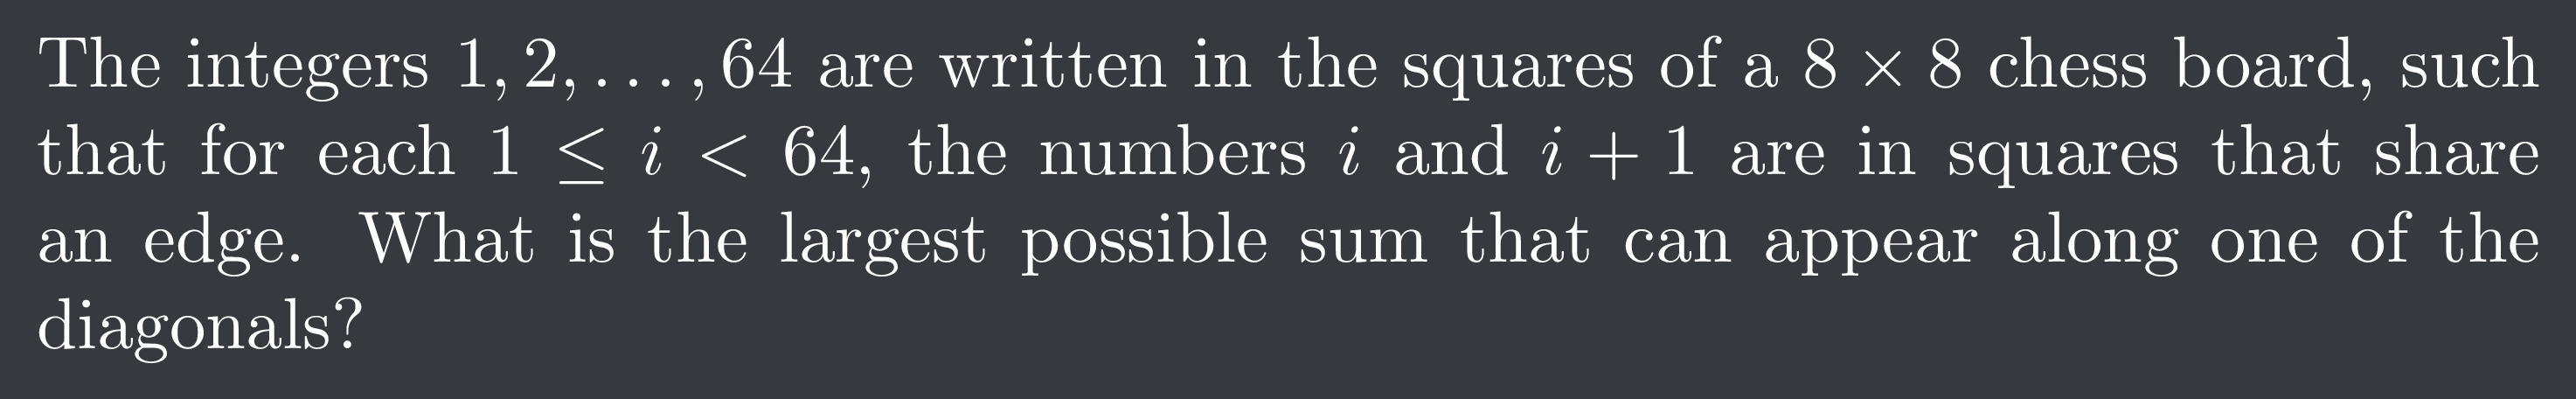 The integers 1, 2, . . . , 64 are written in the squares of a 8 × 8 chess board, such
that for each 1 ≤ i < 64, the numbers i and i + 1 are in squares that share
an edge. What is the largest possible sum that can appear along one of the
diagonals?